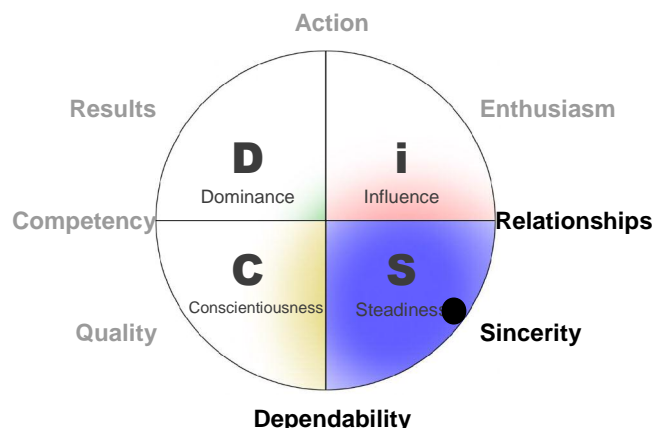 Action
Results
Enthusiasm
D
i
Dominance
Influence
Competency
Relationships
C
S
Conscientiousness
Steadiness
Quality
Sincerity
Dependability